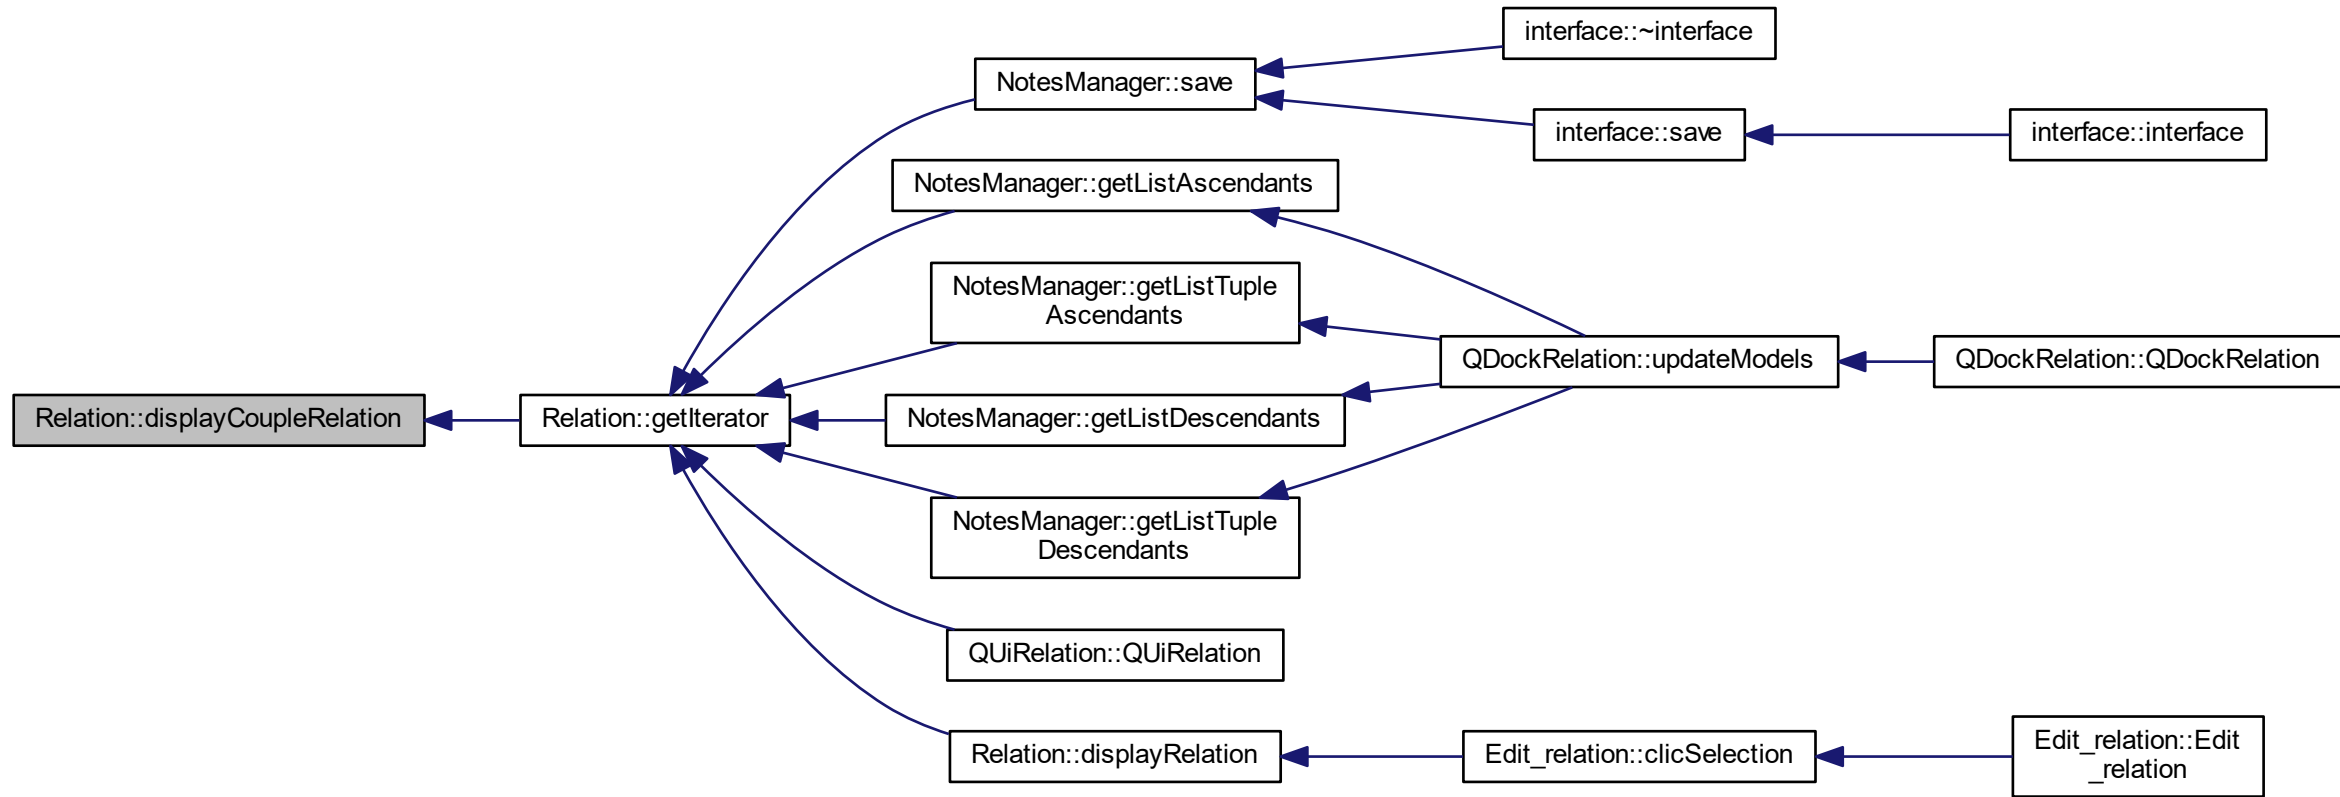 interface::~interface
NotesManager::save
interface::save
interface::interface
NotesManager::getListAscendants
NotesManager::getListTuple
Ascendants
QDockRelation::updateModels
QDockRelation::QDockRelation
Relation::displayCoupleRelation
Relation::getIterator
NotesManager::getListDescendants
NotesManager::getListTuple
Descendants
QUiRelation::QUiRelation
Relation::displayRelation
Edit_relation::clicSelection
Edit_relation::Edit
_relation